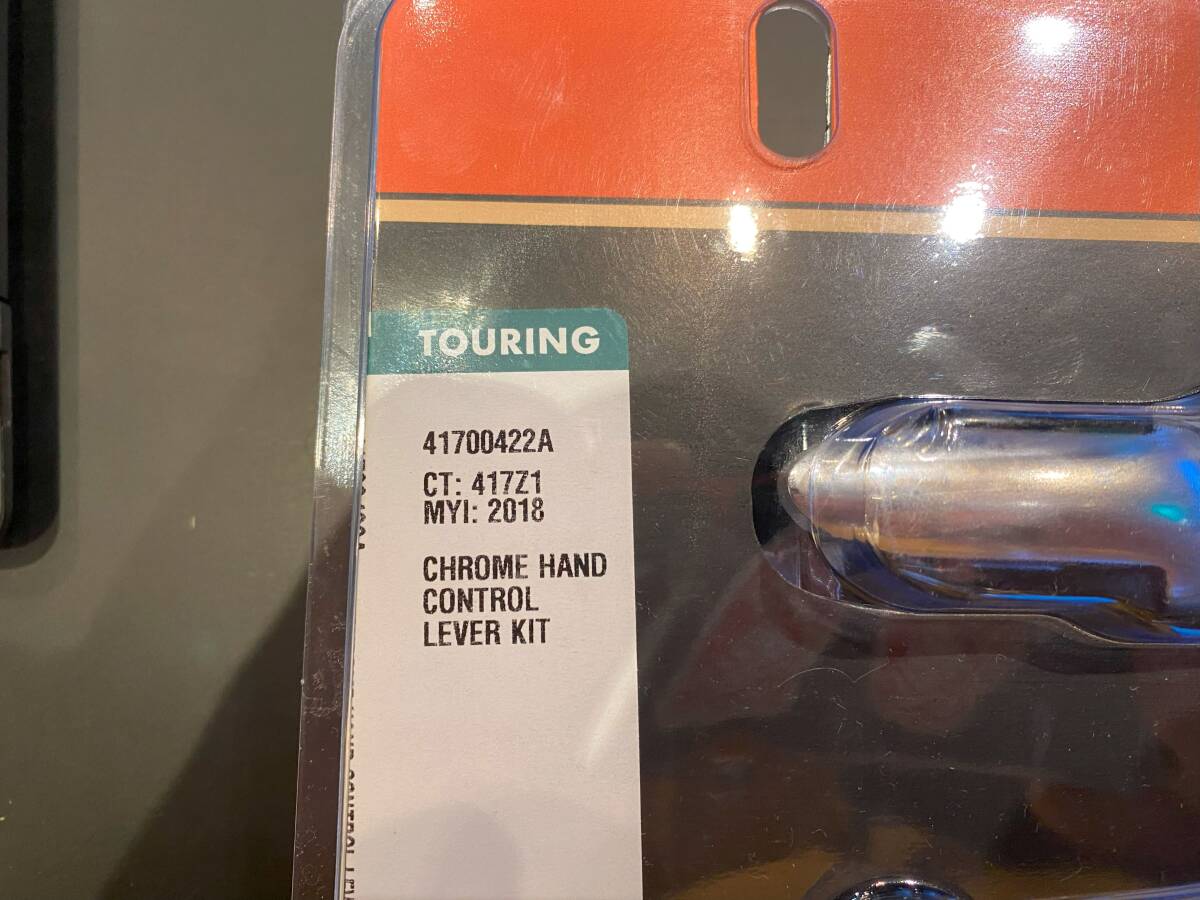 TOURING
41700422A
CT: 417Z1
MYI: 2018
CHROME HAND
CONTROL
LEVER KIT